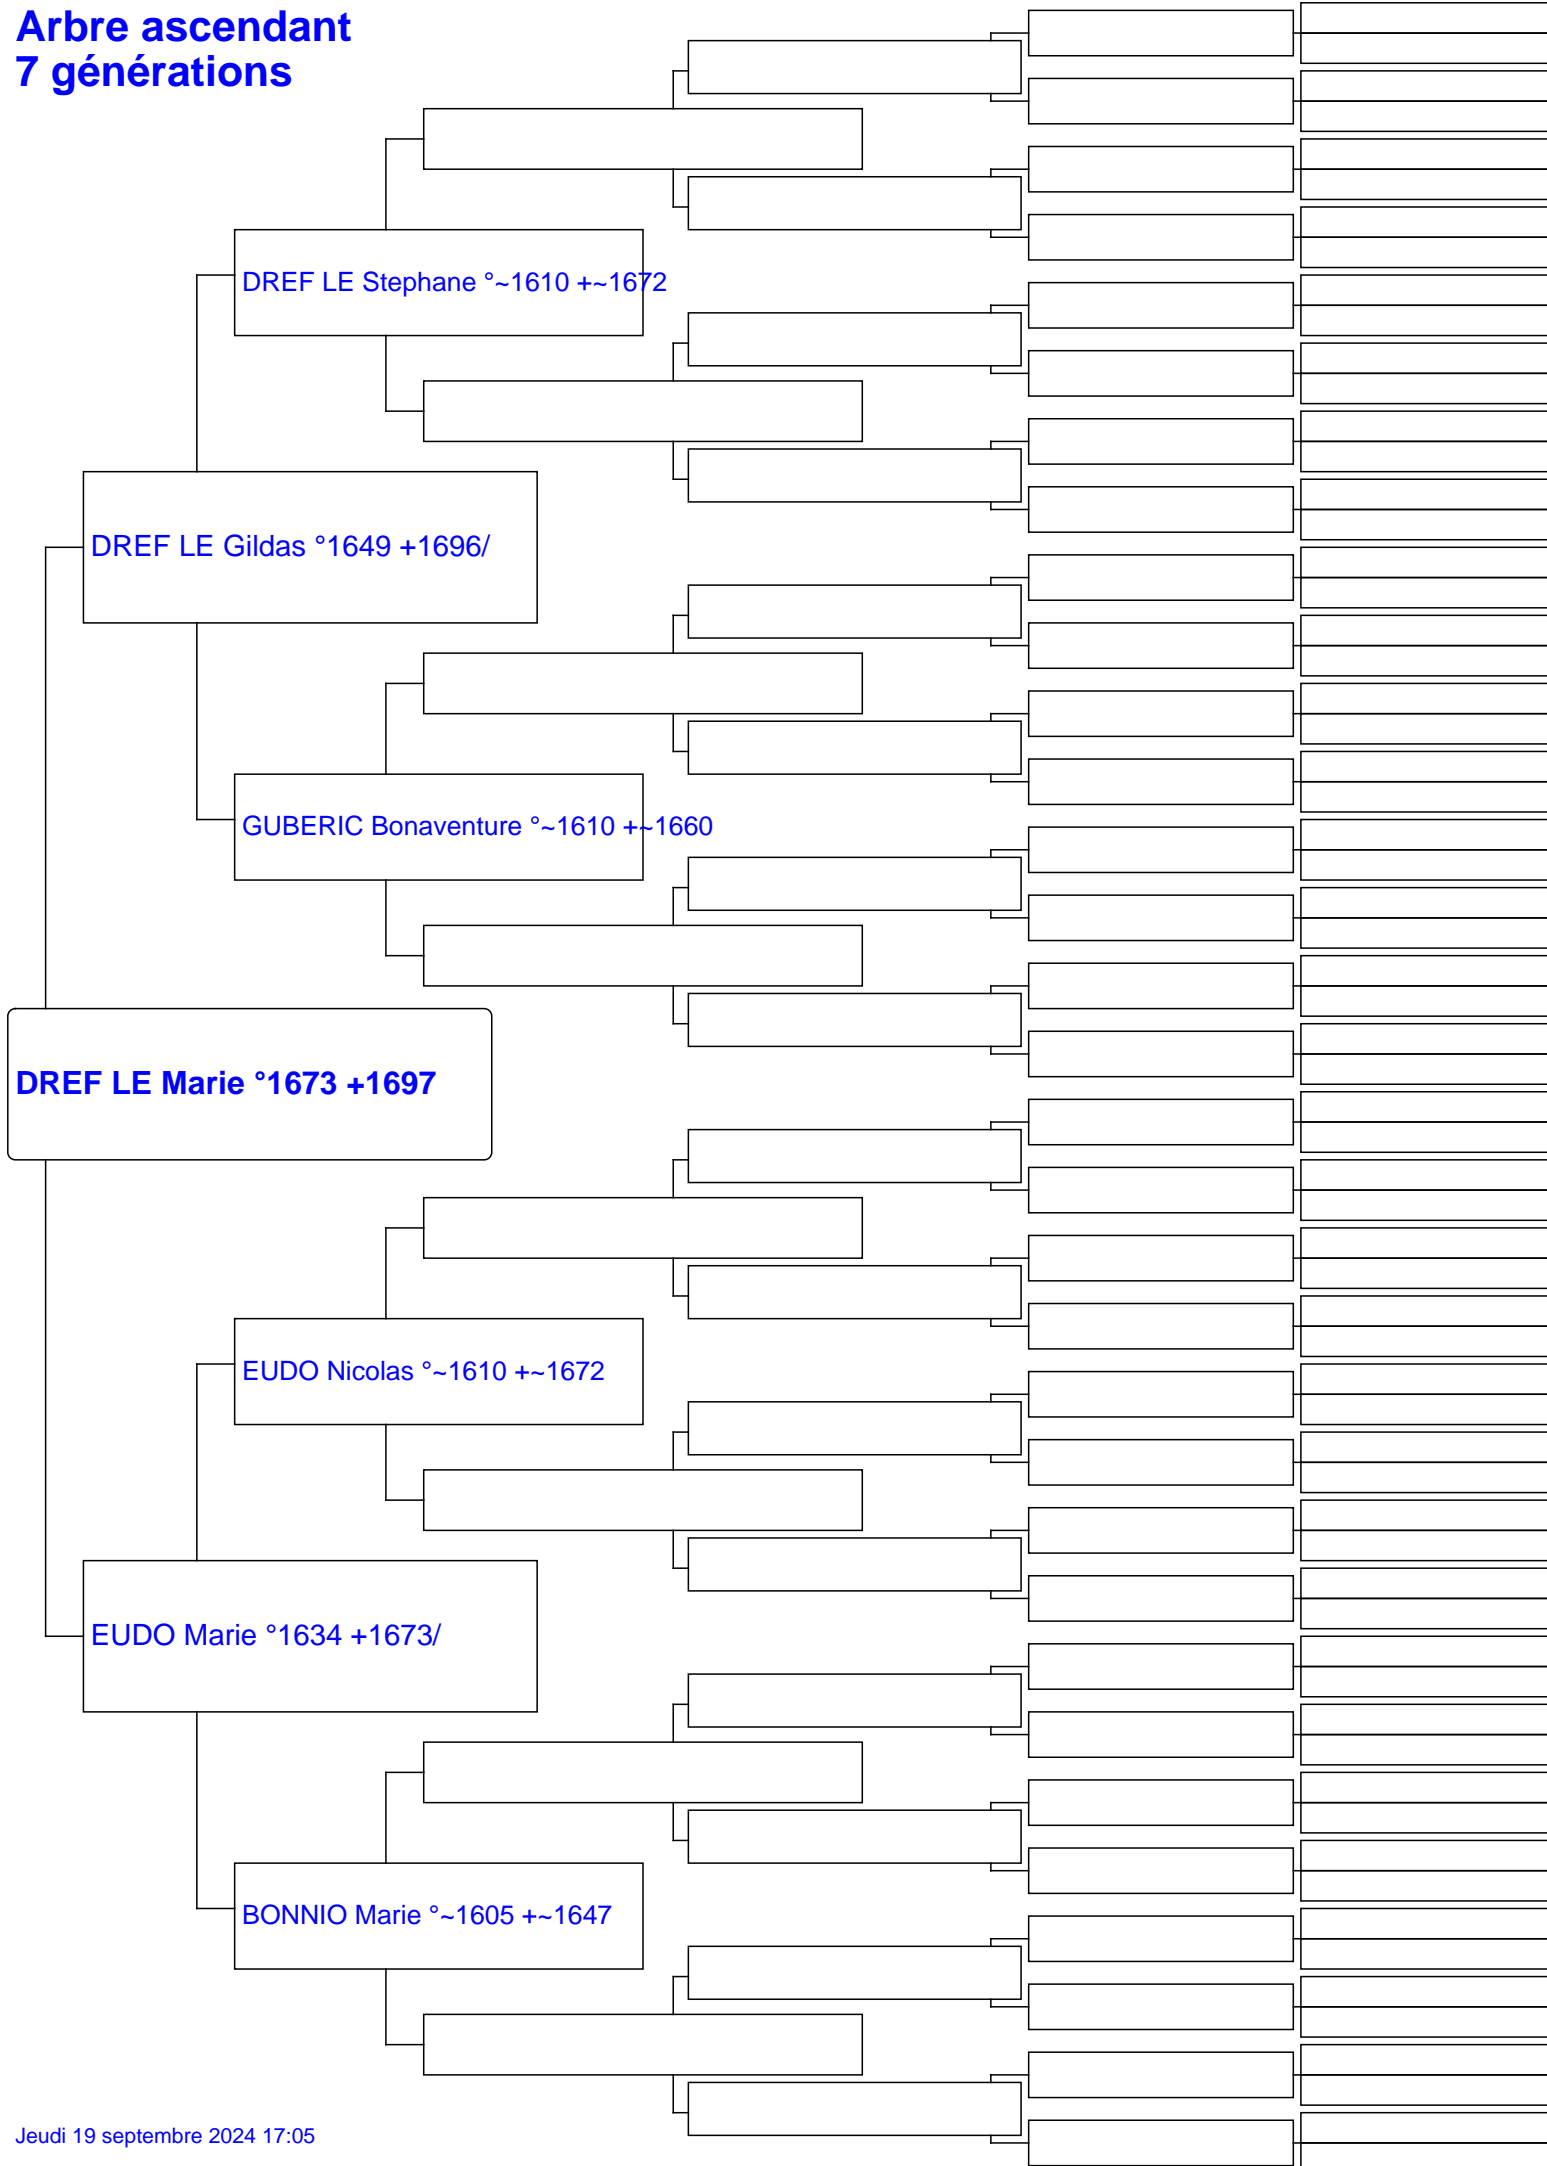 Arbre ascendant
7 générations
DREF LE Stephane °~1610 +~1672
DREF LE Gildas °1649 +1696/
GUBERIC Bonaventure °~1610 +~1660
DREF LE Marie °1673 +1697
EUDO Nicolas °~1610 +~1672
EUDO Marie °1634 +1673/
BONNIO Marie °~1605 +~1647
Jeudi 19 septembre 2024 17:05